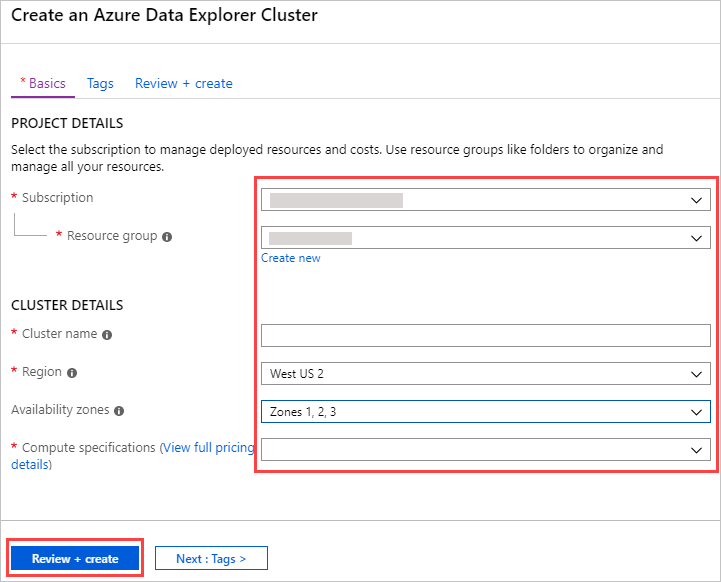 Create an Azure Data Explorer Cluster
* Basics Tags Review + create
PROJECT DETAILS
Select the subscription to manage deployed resources and costs. Use resource groups like folders to organize and
manage all your resources.
* Subscription
* Resource group
Create new
CLUSTER DETAILS
* Cluster name
* Region West US 2
Availability zones Zones 1, 2, 3
* Compute specifications (View full pricing
details)
Review + create Next : Tags >